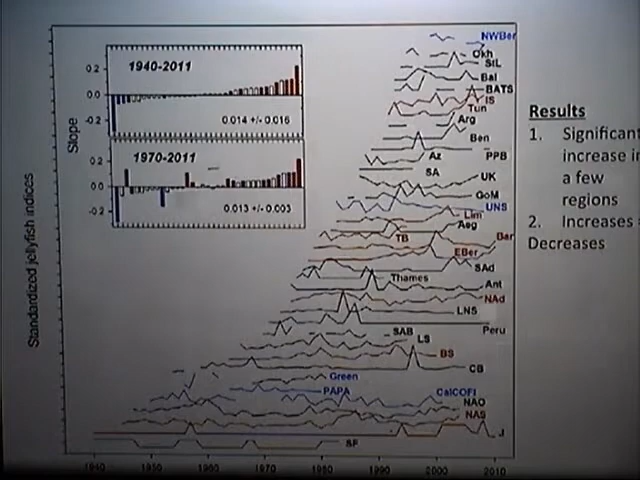 Standardized jellyfish indices
Slope
1940-2011
0.2
0.0
-0.2
0.014 +/- 0.016
1970-2011
0.2
0.0
-0.2
0.013 +/- 0.003
NWBer
Okh
StL
Bal
BATS
IS
Tun
Arg
Ben
Az
PPB
SA
UK
GoM
UNS
Lim
Aeg
TB
Bar
EBer
SAd
Thames
Ant
NAd
LNS
Peru
SAB
LS
BS
CB
Green
PAPA
CalCOFI
NAO
NAS
J
SF
1940 1950 1960 1970 1980 1990 2000 2010
Results
1. Significant
increase in
a few
regions
2. Increases
Decreases